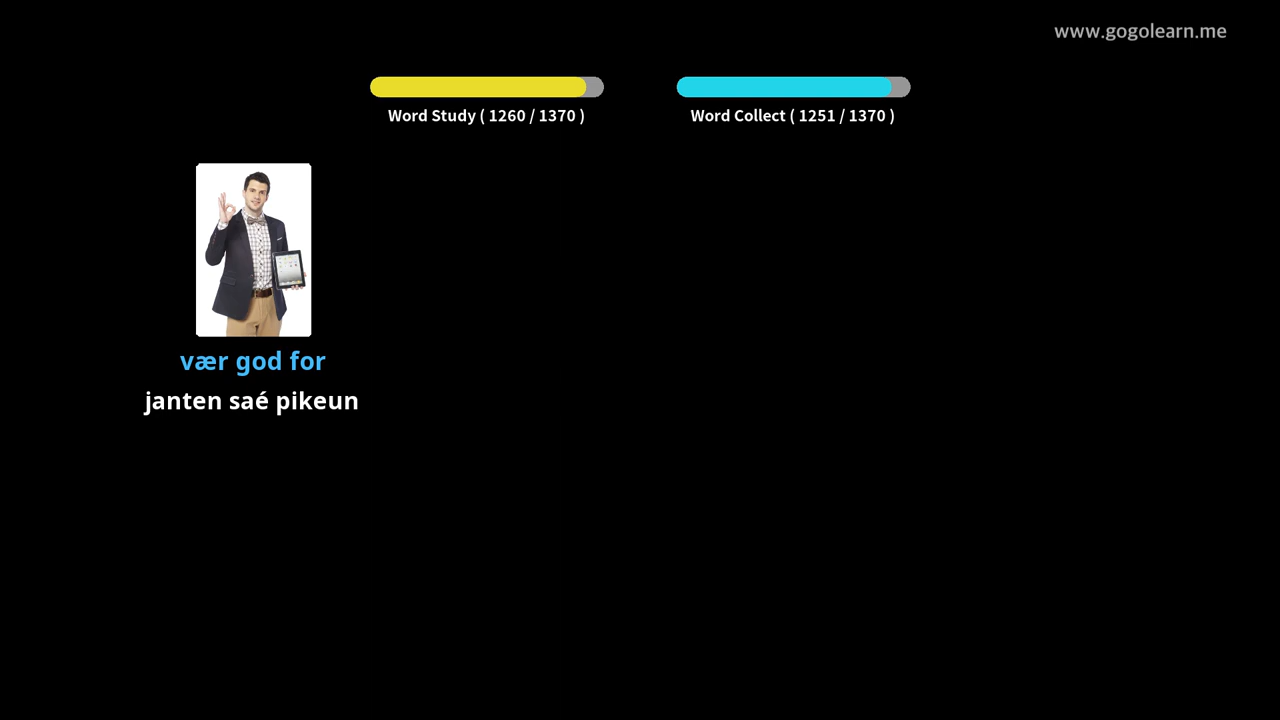 www.gogolearn.me
Word Study ( 1260 / 1370 )
Word Collect ( 1251 / 1370 )
vær god for
janten saé pikeun